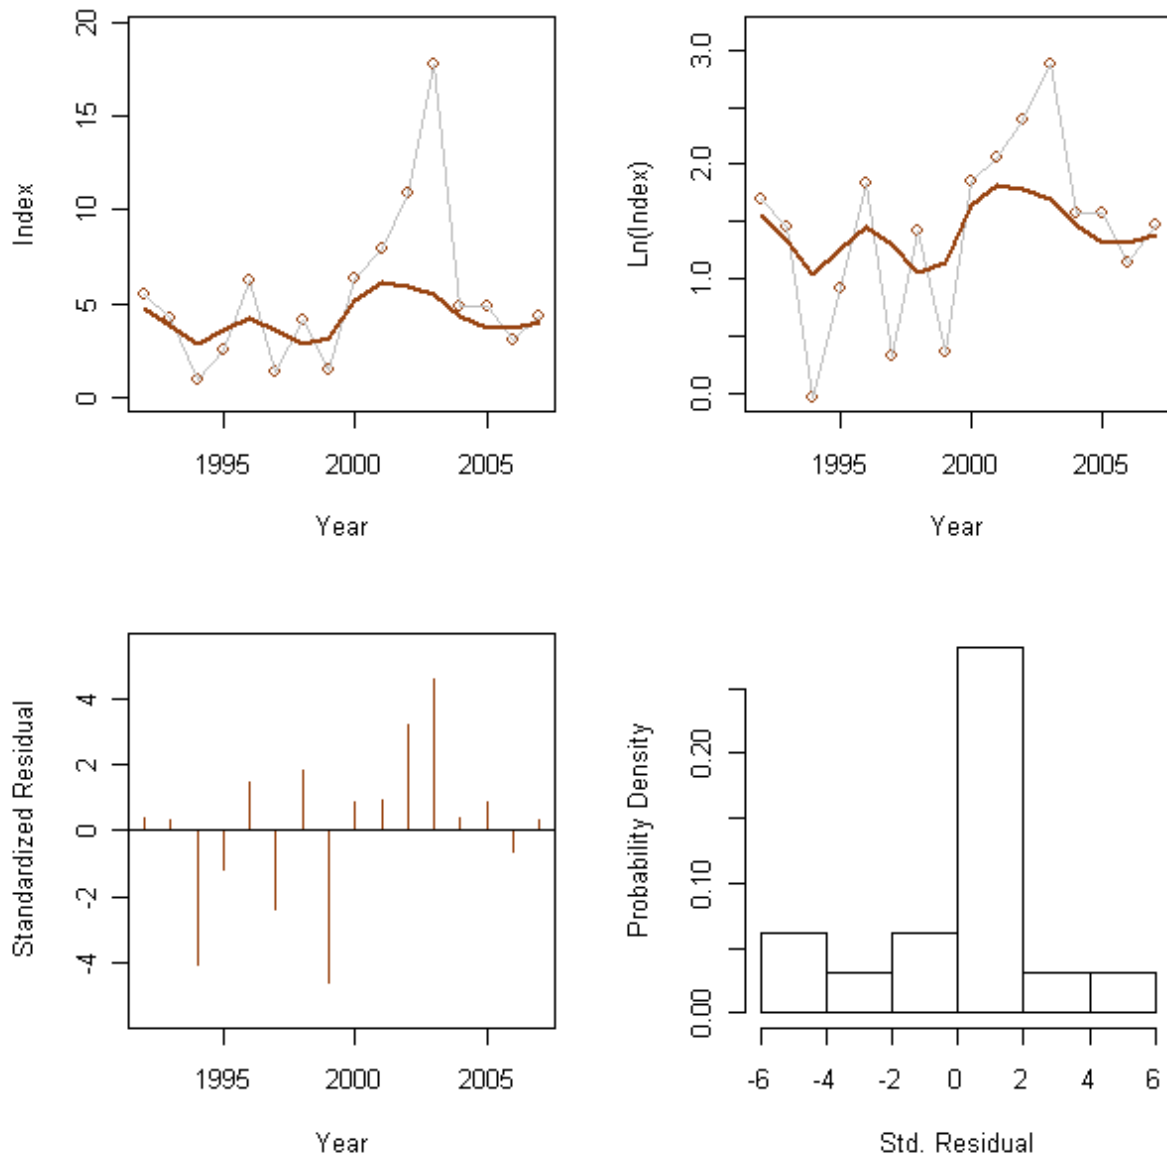 Index
20
15
10
5
0
1995 2000 2005
Year
Ln(Index)
3.0
2.0
1.0
0.0
1995 2000 2005
Year
Standardized Residual
4
2
0
-2
-4
1995 2000 2005
Year
Probability Density
0.20
0.10
0.00
-6 -4 -2 0 2 4 6
Std. Residual